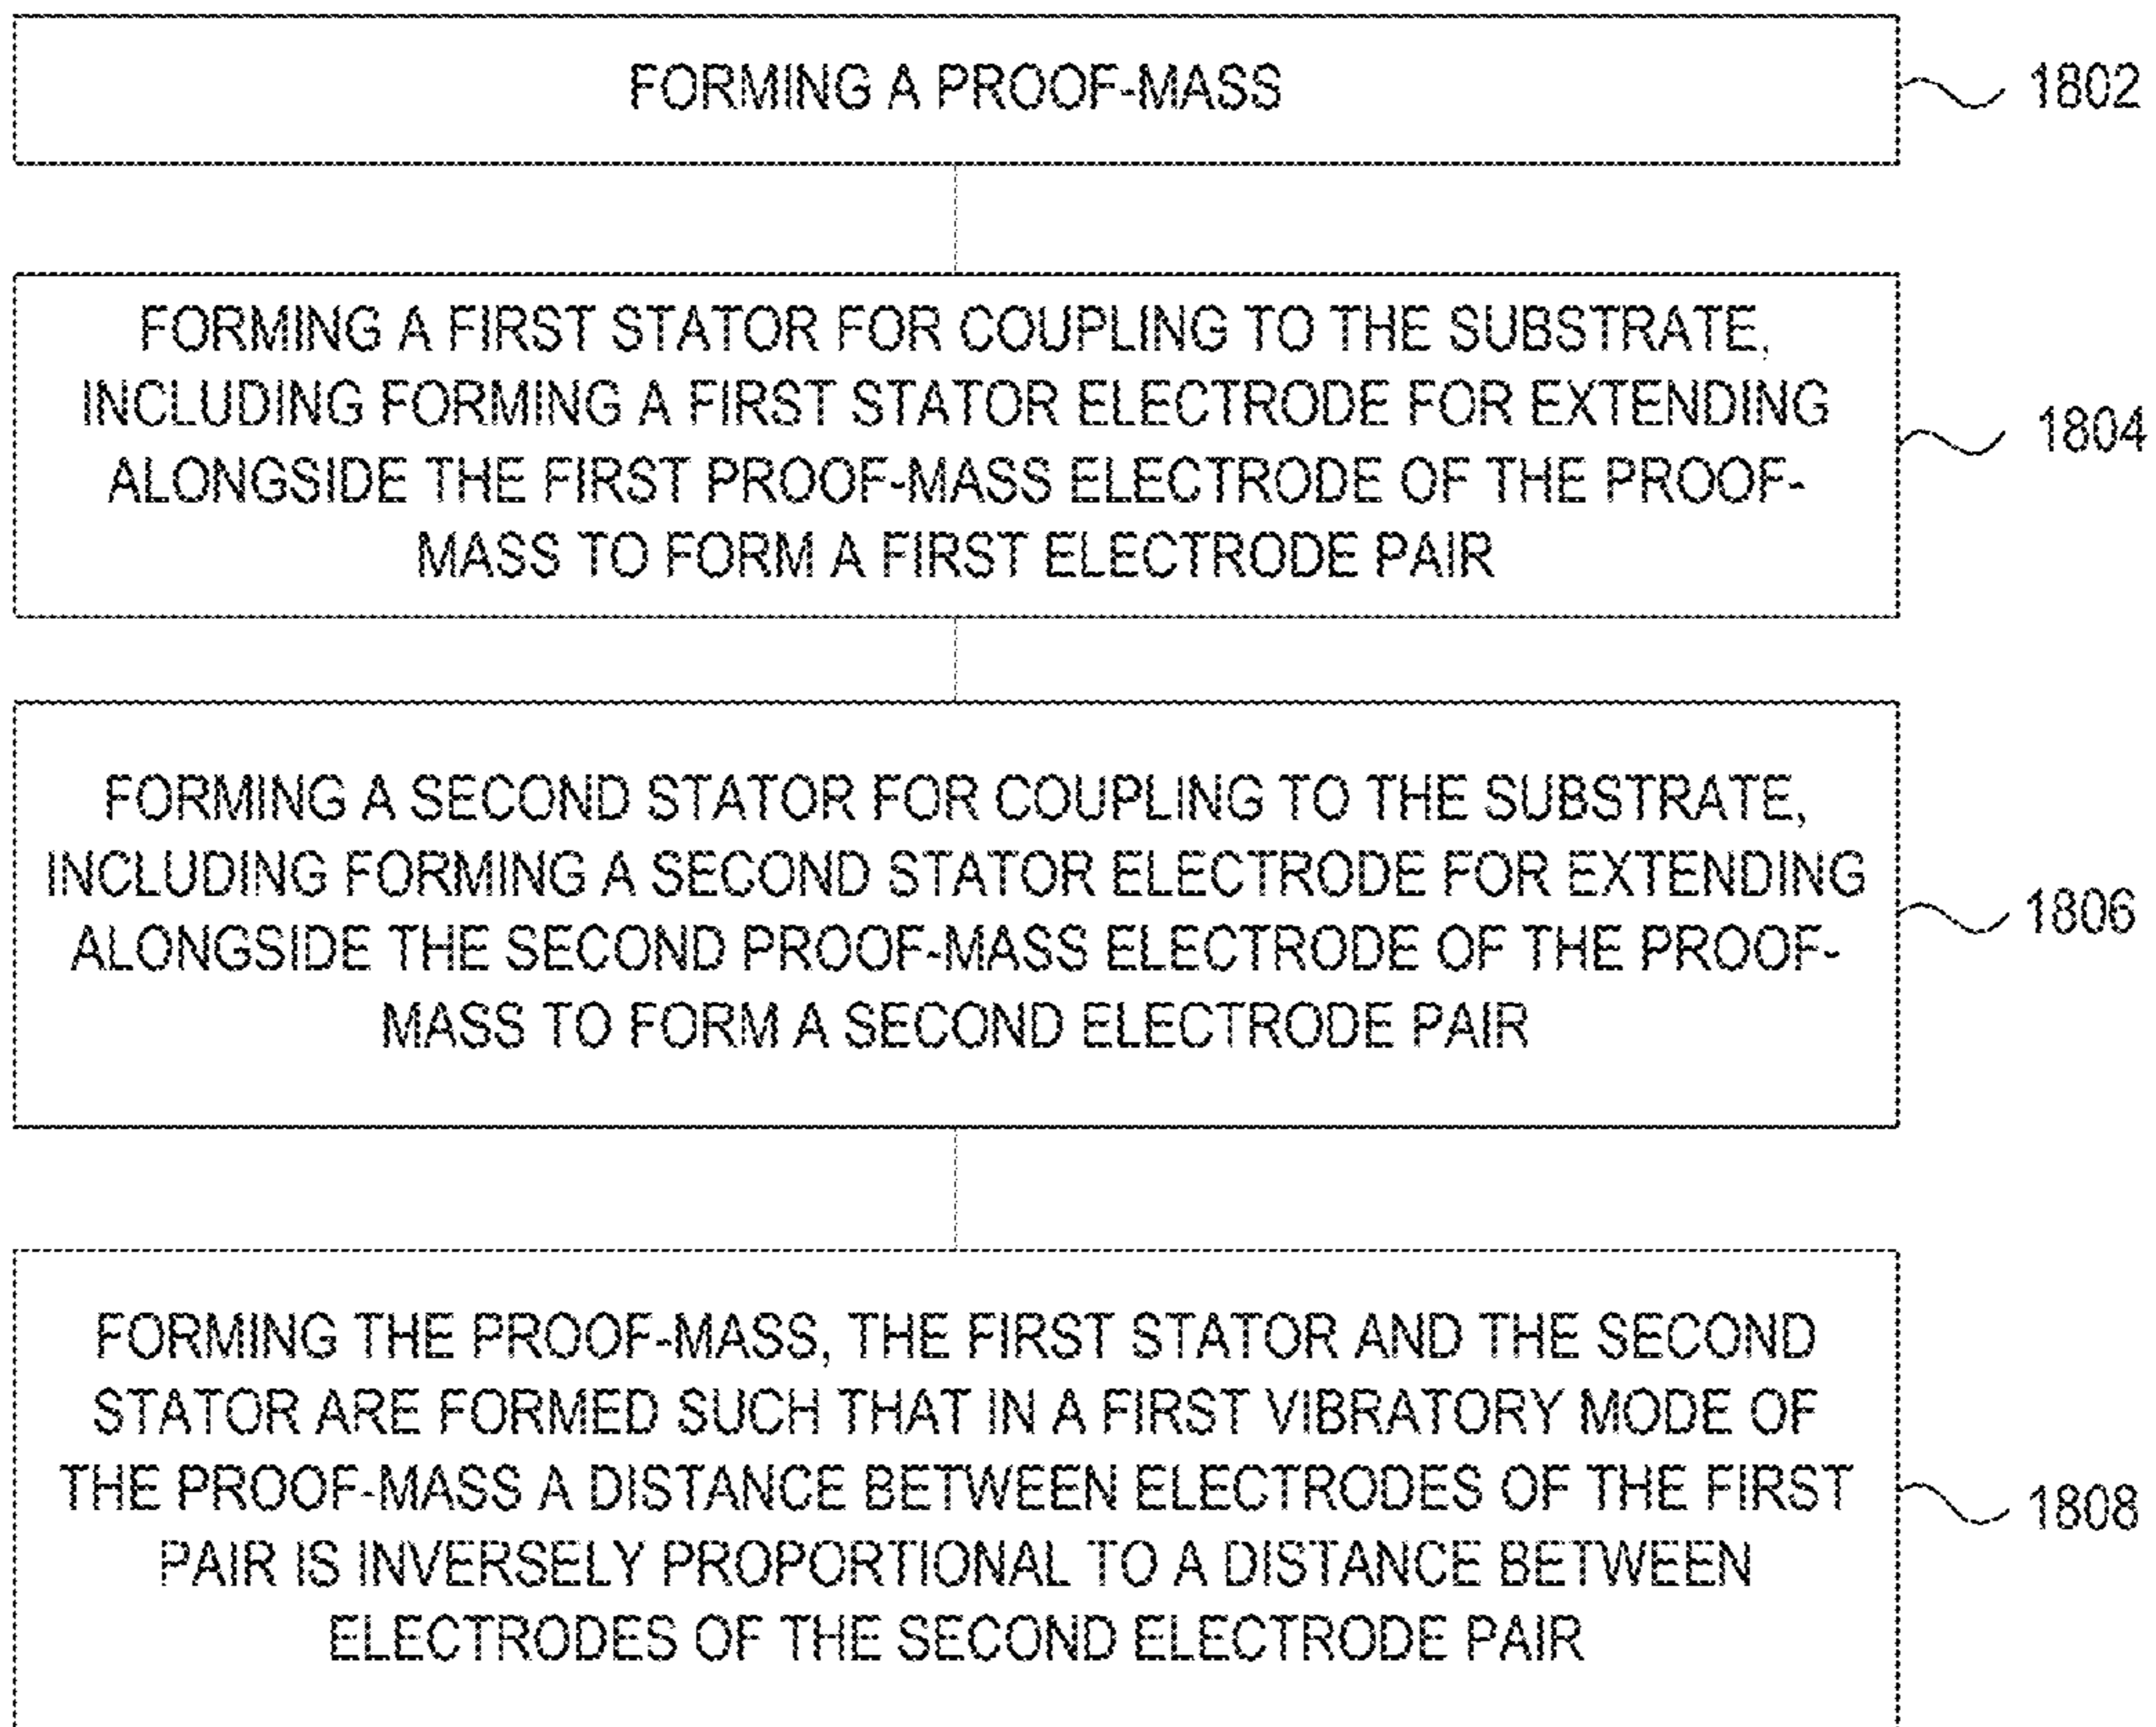 FORMING A PROOF-MASS
1802
FORMING A FIRST STATOR FOR COUPLING TO THE SUBSTRATE,
INCLUDING FORMING A FIRST STATOR ELECTRODE FOR EXTENDING
ALONGSIDE THE FIRST PROOF-MASS ELECTRODE OF THE PROOF-
MASS TO FORM A FIRST ELECTRODE PAIR
1804
FORMING A SECOND STATOR FOR COUPLING TO THE SUBSTRATE,
INCLUDING FORMING A SECOND STATOR ELECTRODE FOR EXTENDING
ALONGSIDE THE SECOND PROOF-MASS ELECTRODE OF THE PROOF-
MASS TO FORM A SECOND ELECTRODE PAIR
1806
FORMING THE PROOF-MASS, THE FIRST STATOR AND THE SECOND
STATOR ARE FORMED SUCH THAT IN A FIRST VIBRATORY MODE OF
THE PROOF-MASS A DISTANCE BETWEEN ELECTRODES OF THE FIRST
PAIR IS INVERSELY PROPORTIONAL TO A DISTANCE BETWEEN
ELECTRODES OF THE SECOND ELECTRODE PAIR
1808